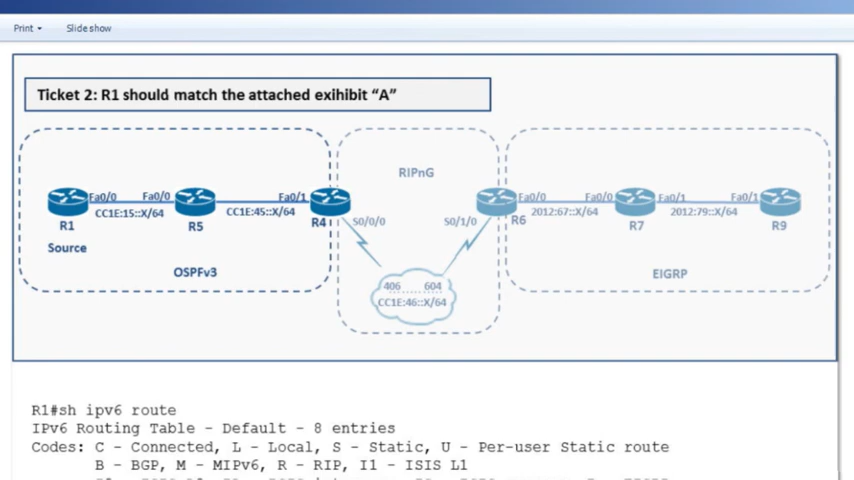 Print
Slide show
Ticket 2: R1 should match the attached exihibit “A”
RIPnG
Fa0/0 Fa0/0 Fa0/1 Fa0/0 Fa0/0 Fa0/1 Fa0/1
CC1E:15::X/64 CC1E:45::X/64 2012:67::X/64 2012:79::X/64
R1 R5 R4 S0/0/0 S0/1/0 R6 R7 R9
Source
OSPFv3 EIGRP
406 604
CC1E:46::X/64
R1#sh ipv6 route
IPv6 Routing Table - Default - 8 entries
Codes: C - Connected, L - Local, S - Static, U - Per-user Static route
B - BGP, M - MIPv6, R - RIP, I1 - ISIS L1